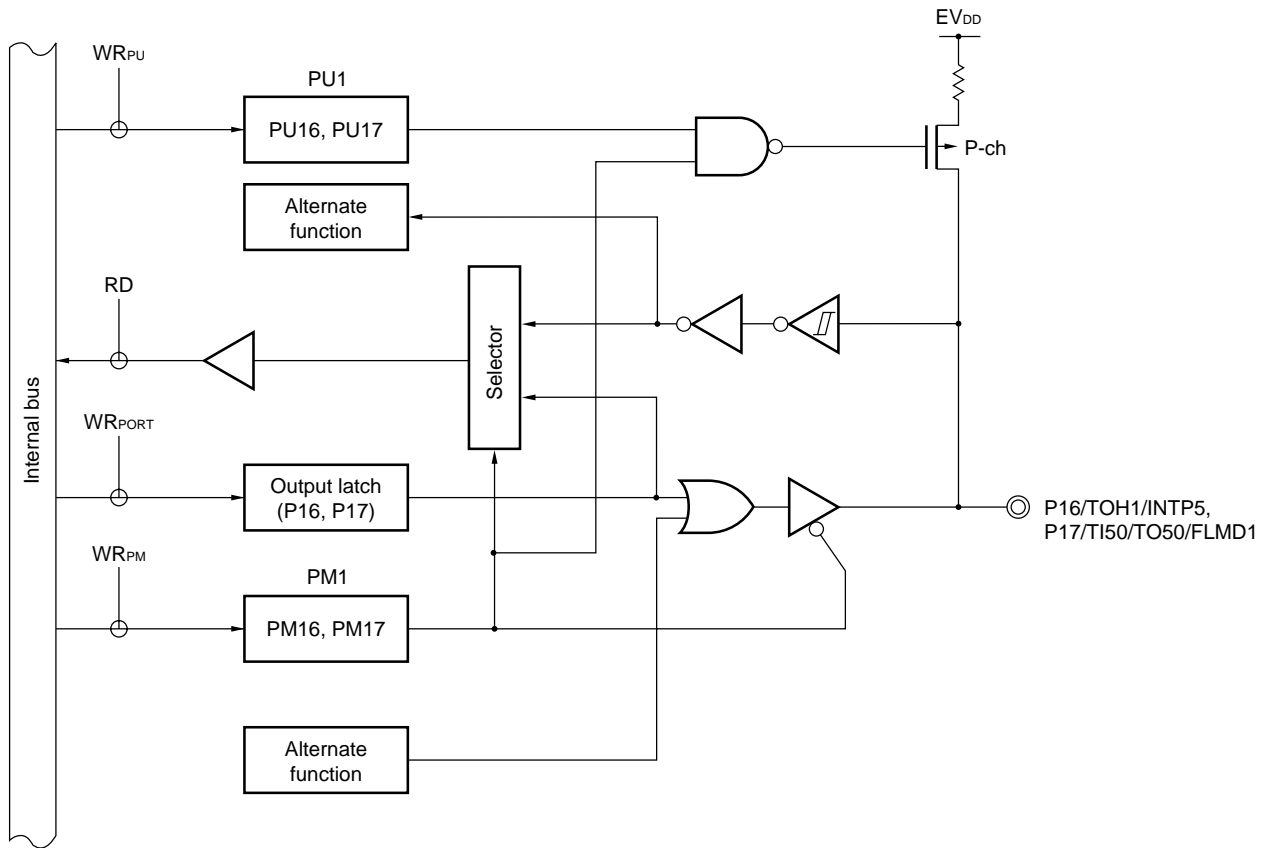 EVDD
WRPU
PU1
PU16, PU17
P-ch
Alternate
function
RD
Selector
Internal bus
WRPORT
Output latch
(P16, P17)
P16/TOH1/INTP5,
P17/TI50/TO50/FLMD1
WRPM
PM1
PM16, PM17
Alternate
function